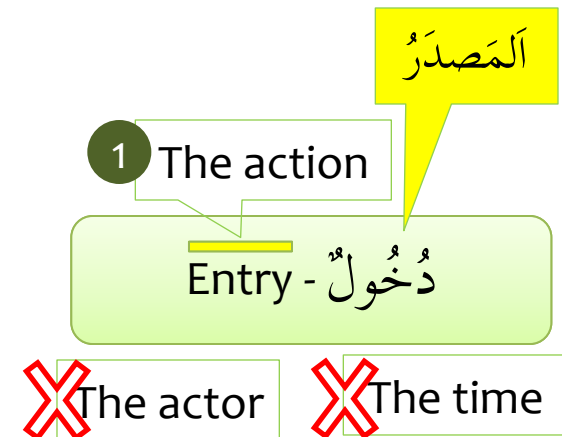 اَلمَصدَرُ
1 The action
Entry - دُخُولٌ
The actor
The time